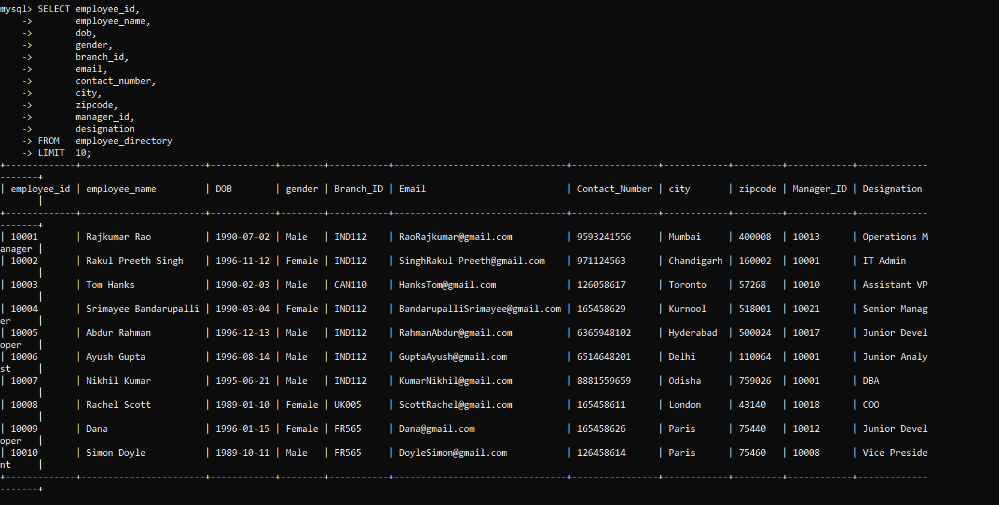 mysql> SELECT employee_id,
    ->        employee_name,
    ->        dob,
    ->        gender,
    ->        branch_id,
    ->        email,
    ->        contact_number,
    ->        city,
    ->        zipcode,
    ->        manager_id,
    ->        designation
    -> FROM   employee_directory
    -> LIMIT  10;
+-------------+-----------------------+------------+--------+-----------+--------------------------------+----------------+------------+---------+------------+-------------
-------+
| employee_id | employee_name         | DOB        | gender | Branch_ID | Email                          | Contact_Number | city       | zipcode | Manager_ID | Designation
       |
+-------------+-----------------------+------------+--------+-----------+--------------------------------+----------------+------------+---------+------------+-------------
-------+
| 10001       | Rajkumar Rao          | 1990-07-02 | Male   | IND112    | RaoRajkumar@gmail.com          | 9593241556     | Mumbai     | 400008  | 10013      | Operations M
anager |
| 10002       | Rakul Preeth Singh    | 1996-11-12 | Female | IND112    | SinghRakul Preeth@gmail.com    | 971124563      | Chandigarh | 160002  | 10001      | IT Admin
       |
| 10003       | Tom Hanks             | 1990-02-03 | Male   | CAN110    | HanksTom@gmail.com             | 126058617      | Toronto    | 57268   | 10010      | Assistant VP
       |
| 10004       | Srimayee Bandarupalli | 1990-03-04 | Female | IND112    | BandarupalliSrimayee@gmail.com | 165458629      | Kurnool    | 518001  | 10021      | Senior Manag
er     |
| 10005       | Abdur Rahman          | 1996-12-13 | Male   | IND112    | RahmanAbdur@gmail.com          | 6365948102     | Hyderabad  | 500024  | 10017      | Junior Devel
oper   |
| 10006       | Ayush Gupta           | 1996-08-14 | Male   | IND112    | GuptaAyush@gmail.com           | 6514648201     | Delhi      | 110064  | 10001      | Junior Analy
st     |
| 10007       | Nikhil Kumar          | 1995-06-21 | Male   | IND112    | KumarNikhil@gmail.com          | 8881559659     | Odisha     | 759026  | 10001      | DBA
       |
| 10008       | Rachel Scott          | 1989-01-10 | Female | UK005     | ScottRachel@gmail.com          | 165458611      | London     | 43140   | 10018      | COO
       |
| 10009       | Dana                  | 1996-01-15 | Female | FR565     | Dana@gmail.com                 | 165458626      | Paris      | 75440   | 10012      | Junior Devel
oper   |
| 10010       | Simon Doyle           | 1989-10-11 | Male   | FR565     | DoyleSimon@gmail.com           | 126458614      | Paris      | 75460   | 10008      | Vice Preside
nt     |
+-------------+-----------------------+------------+--------+-----------+--------------------------------+----------------+------------+---------+------------+-------------
-------+